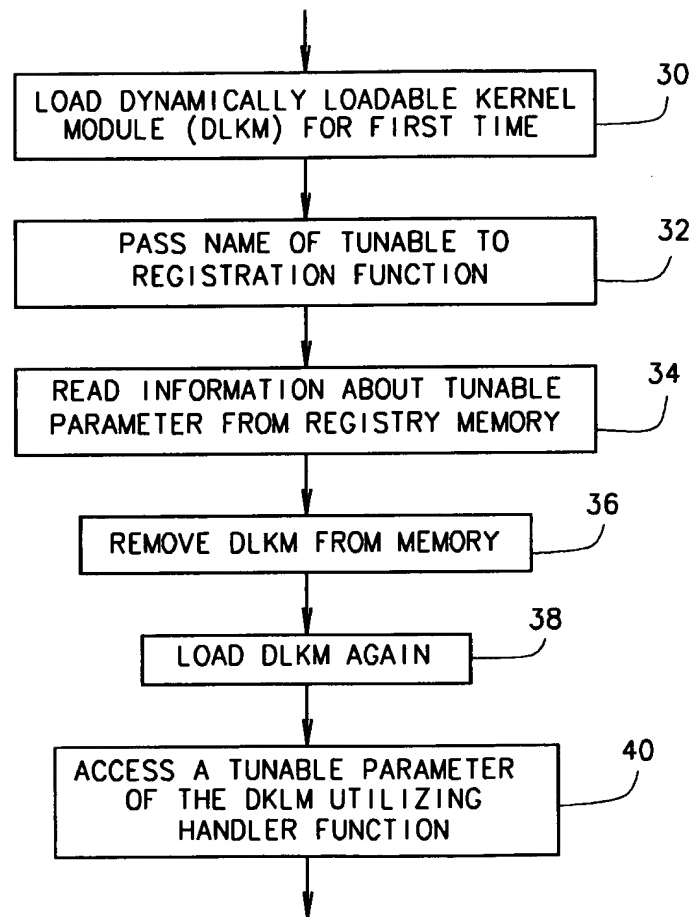 LOAD DYNAMICALLY LOADABLE KERNEL
MODULE (DLKM) FOR FIRST TIME
30
PASS NAME OF TUNABLE TO
REGISTRATION FUNCTION
32
READ INFORMATION ABOUT TUNABLE
PARAMETER FROM REGISTRY MEMORY
34
REMOVE DLKM FROM MEMORY
36
LOAD DLKM AGAIN
38
ACCESS A TUNABLE PARAMETER
OF THE DKLM UTILIZING
HANDLER FUNCTION
40